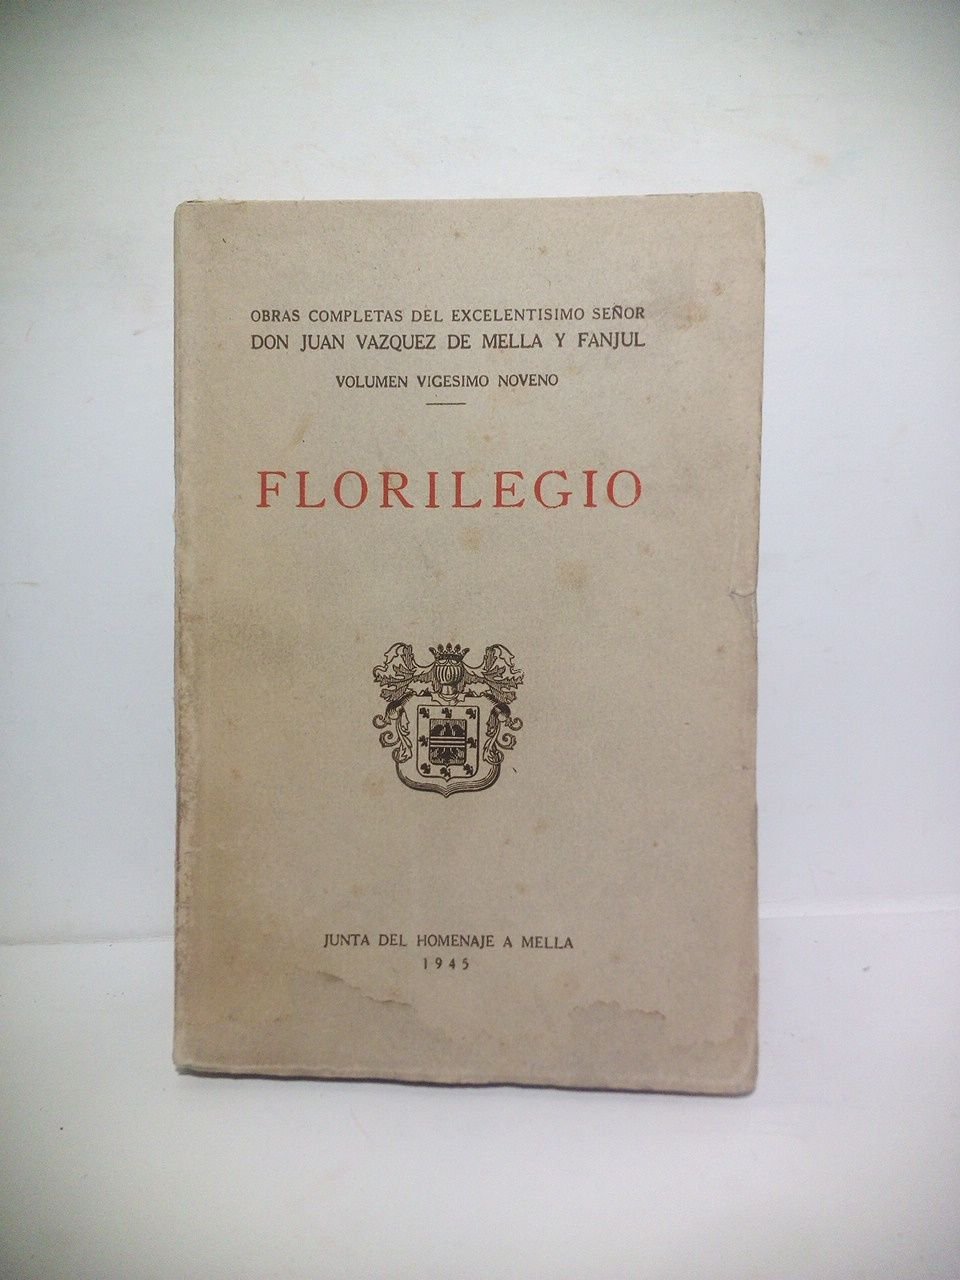 OBRAS COMPLETAS DEL EXCELENTISIMO SEÑOR
DON JUAN VAZQUEZ DE MELLA Y FANJUL
VOLUMEN VIGESIMO NOVENO
FLORILEGIO
JUNTA DEL HOMENAJE A MELLA
1945